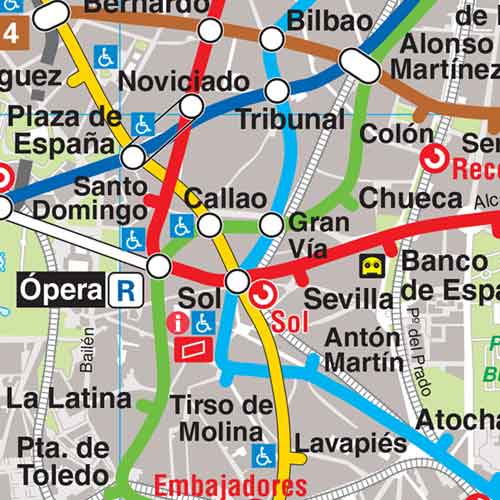 Bernardo
Bilbao
de
4
Alonso
Martínez
guez
Noviciado
Plaza de
España
Tribunal
Colón
Ser
Reco
Santo
Domingo
Callao
Chueca
Alc
Gran
Vía
Ópera R
Banco
de Espa
Sol
Sol
Sevilla
i
Bailén
Antón
Martín
Pº del Prado
La Latina
Tirso de
Molina
Atocha
Pta. de
Toledo
Lavapiés
Embajadores